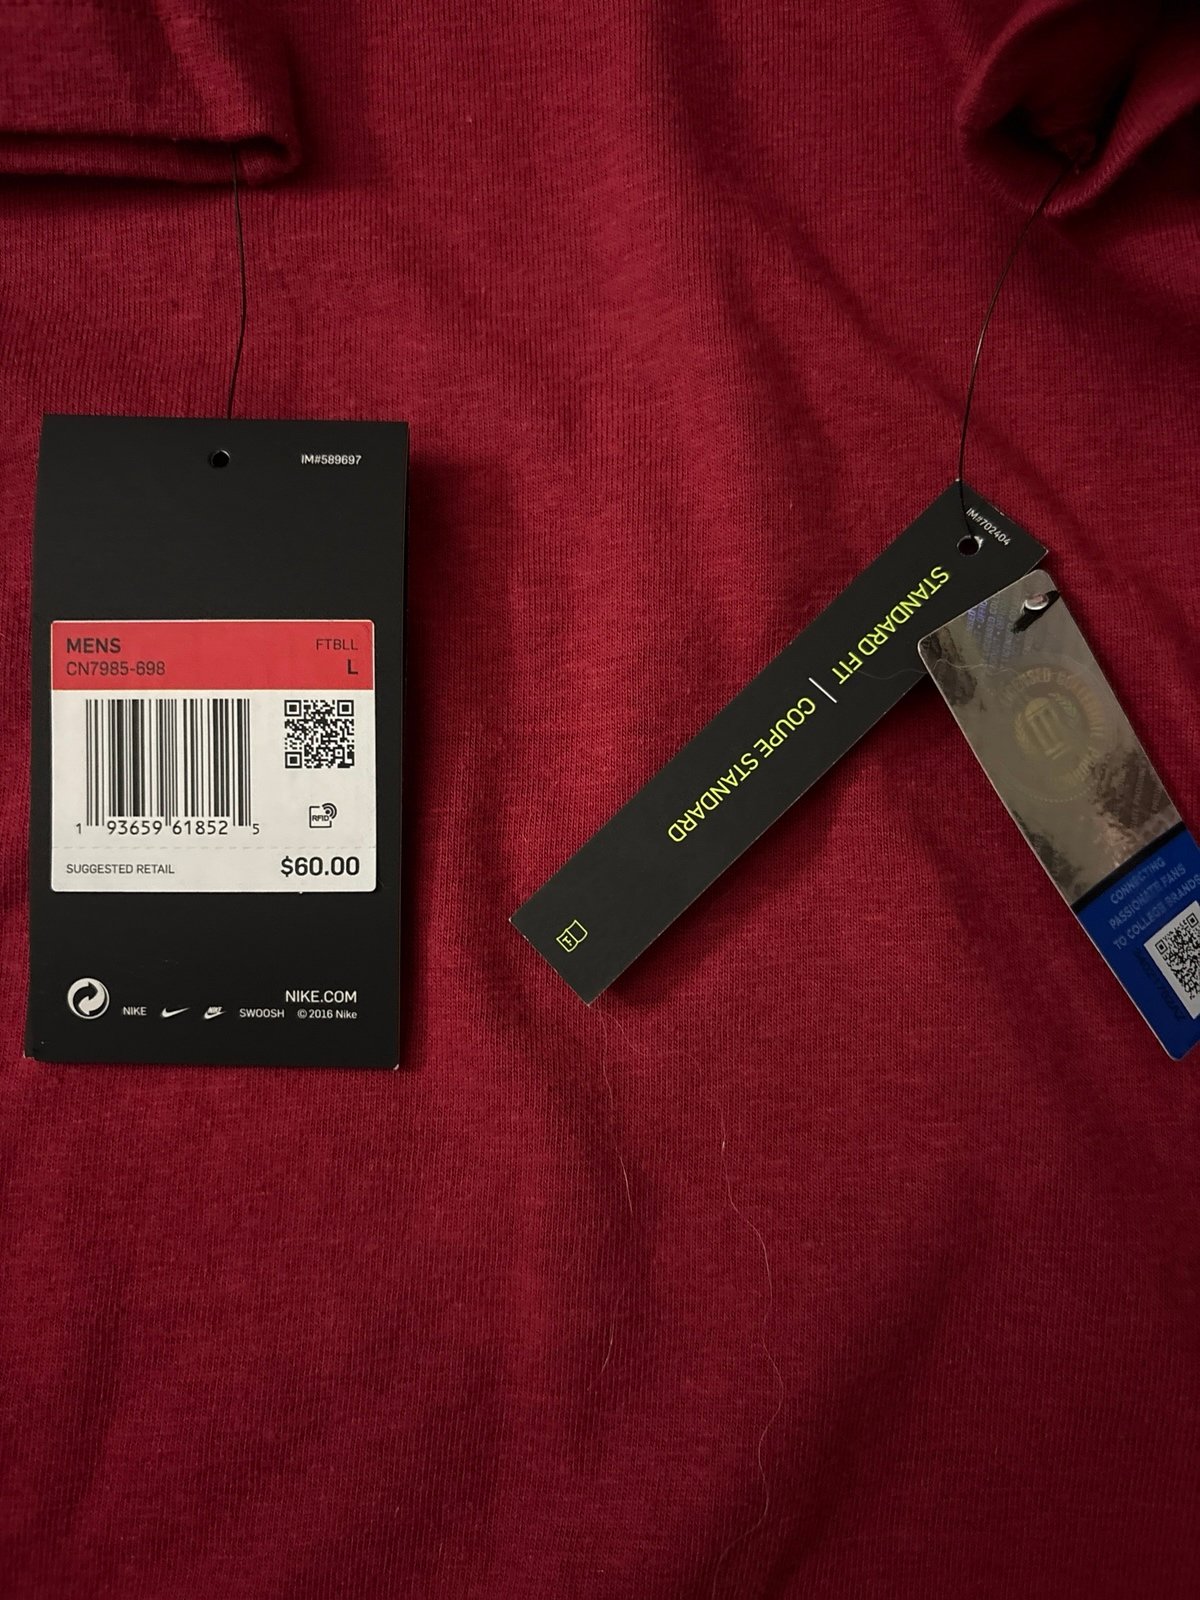 IM#589697
MENS
FTBLL
CN7985-698
L
1 93659 61852 5
RFID
SUGGESTED RETAIL
$60.00
NIKE.COM
NIKE
NIKE
SWOOSH
© 2016 Nike
IM#702404
STANDARD FIT | COUPE STANDARD
CONNECTING
PASSIONATE FANS
TO COLLEGE BRANDS